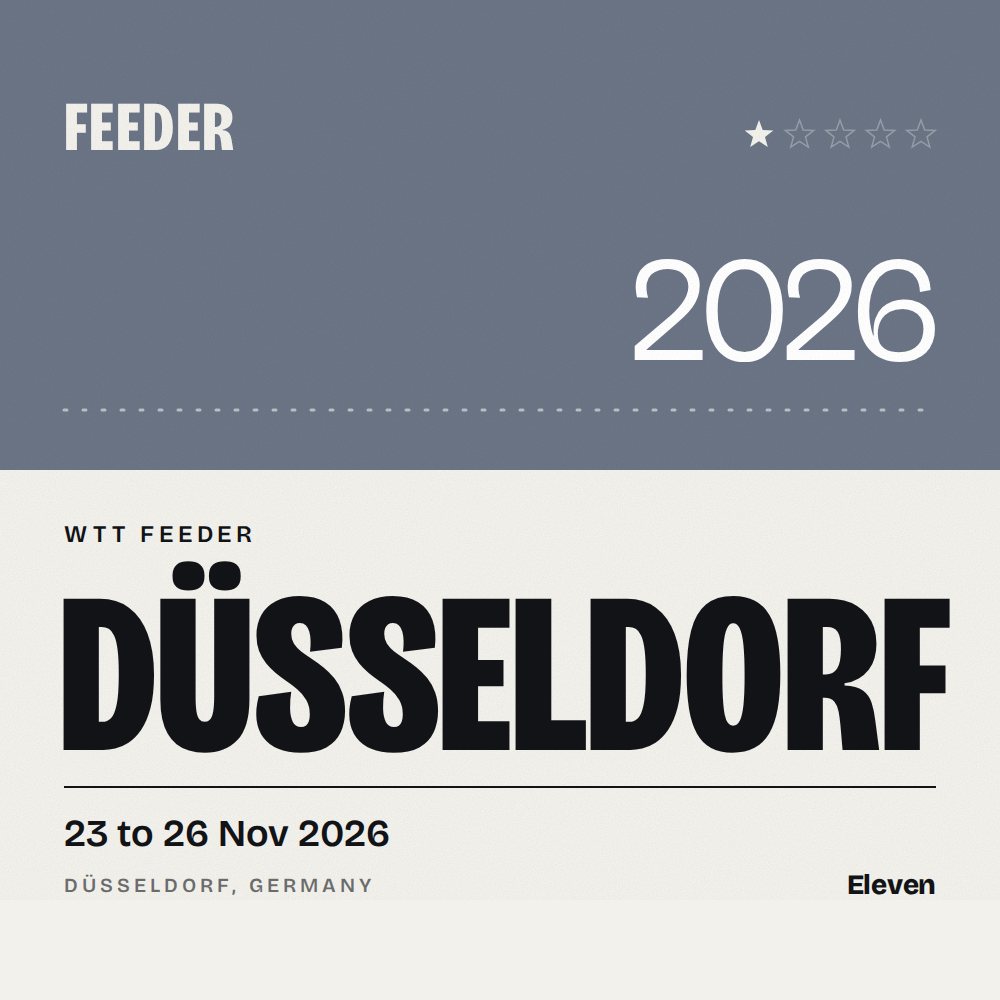 FEEDER
2026
WTT FEEDER
DÜSSELDORF
23 to 26 Nov 2026
DÜSSELDORF, GERMANY
Eleven